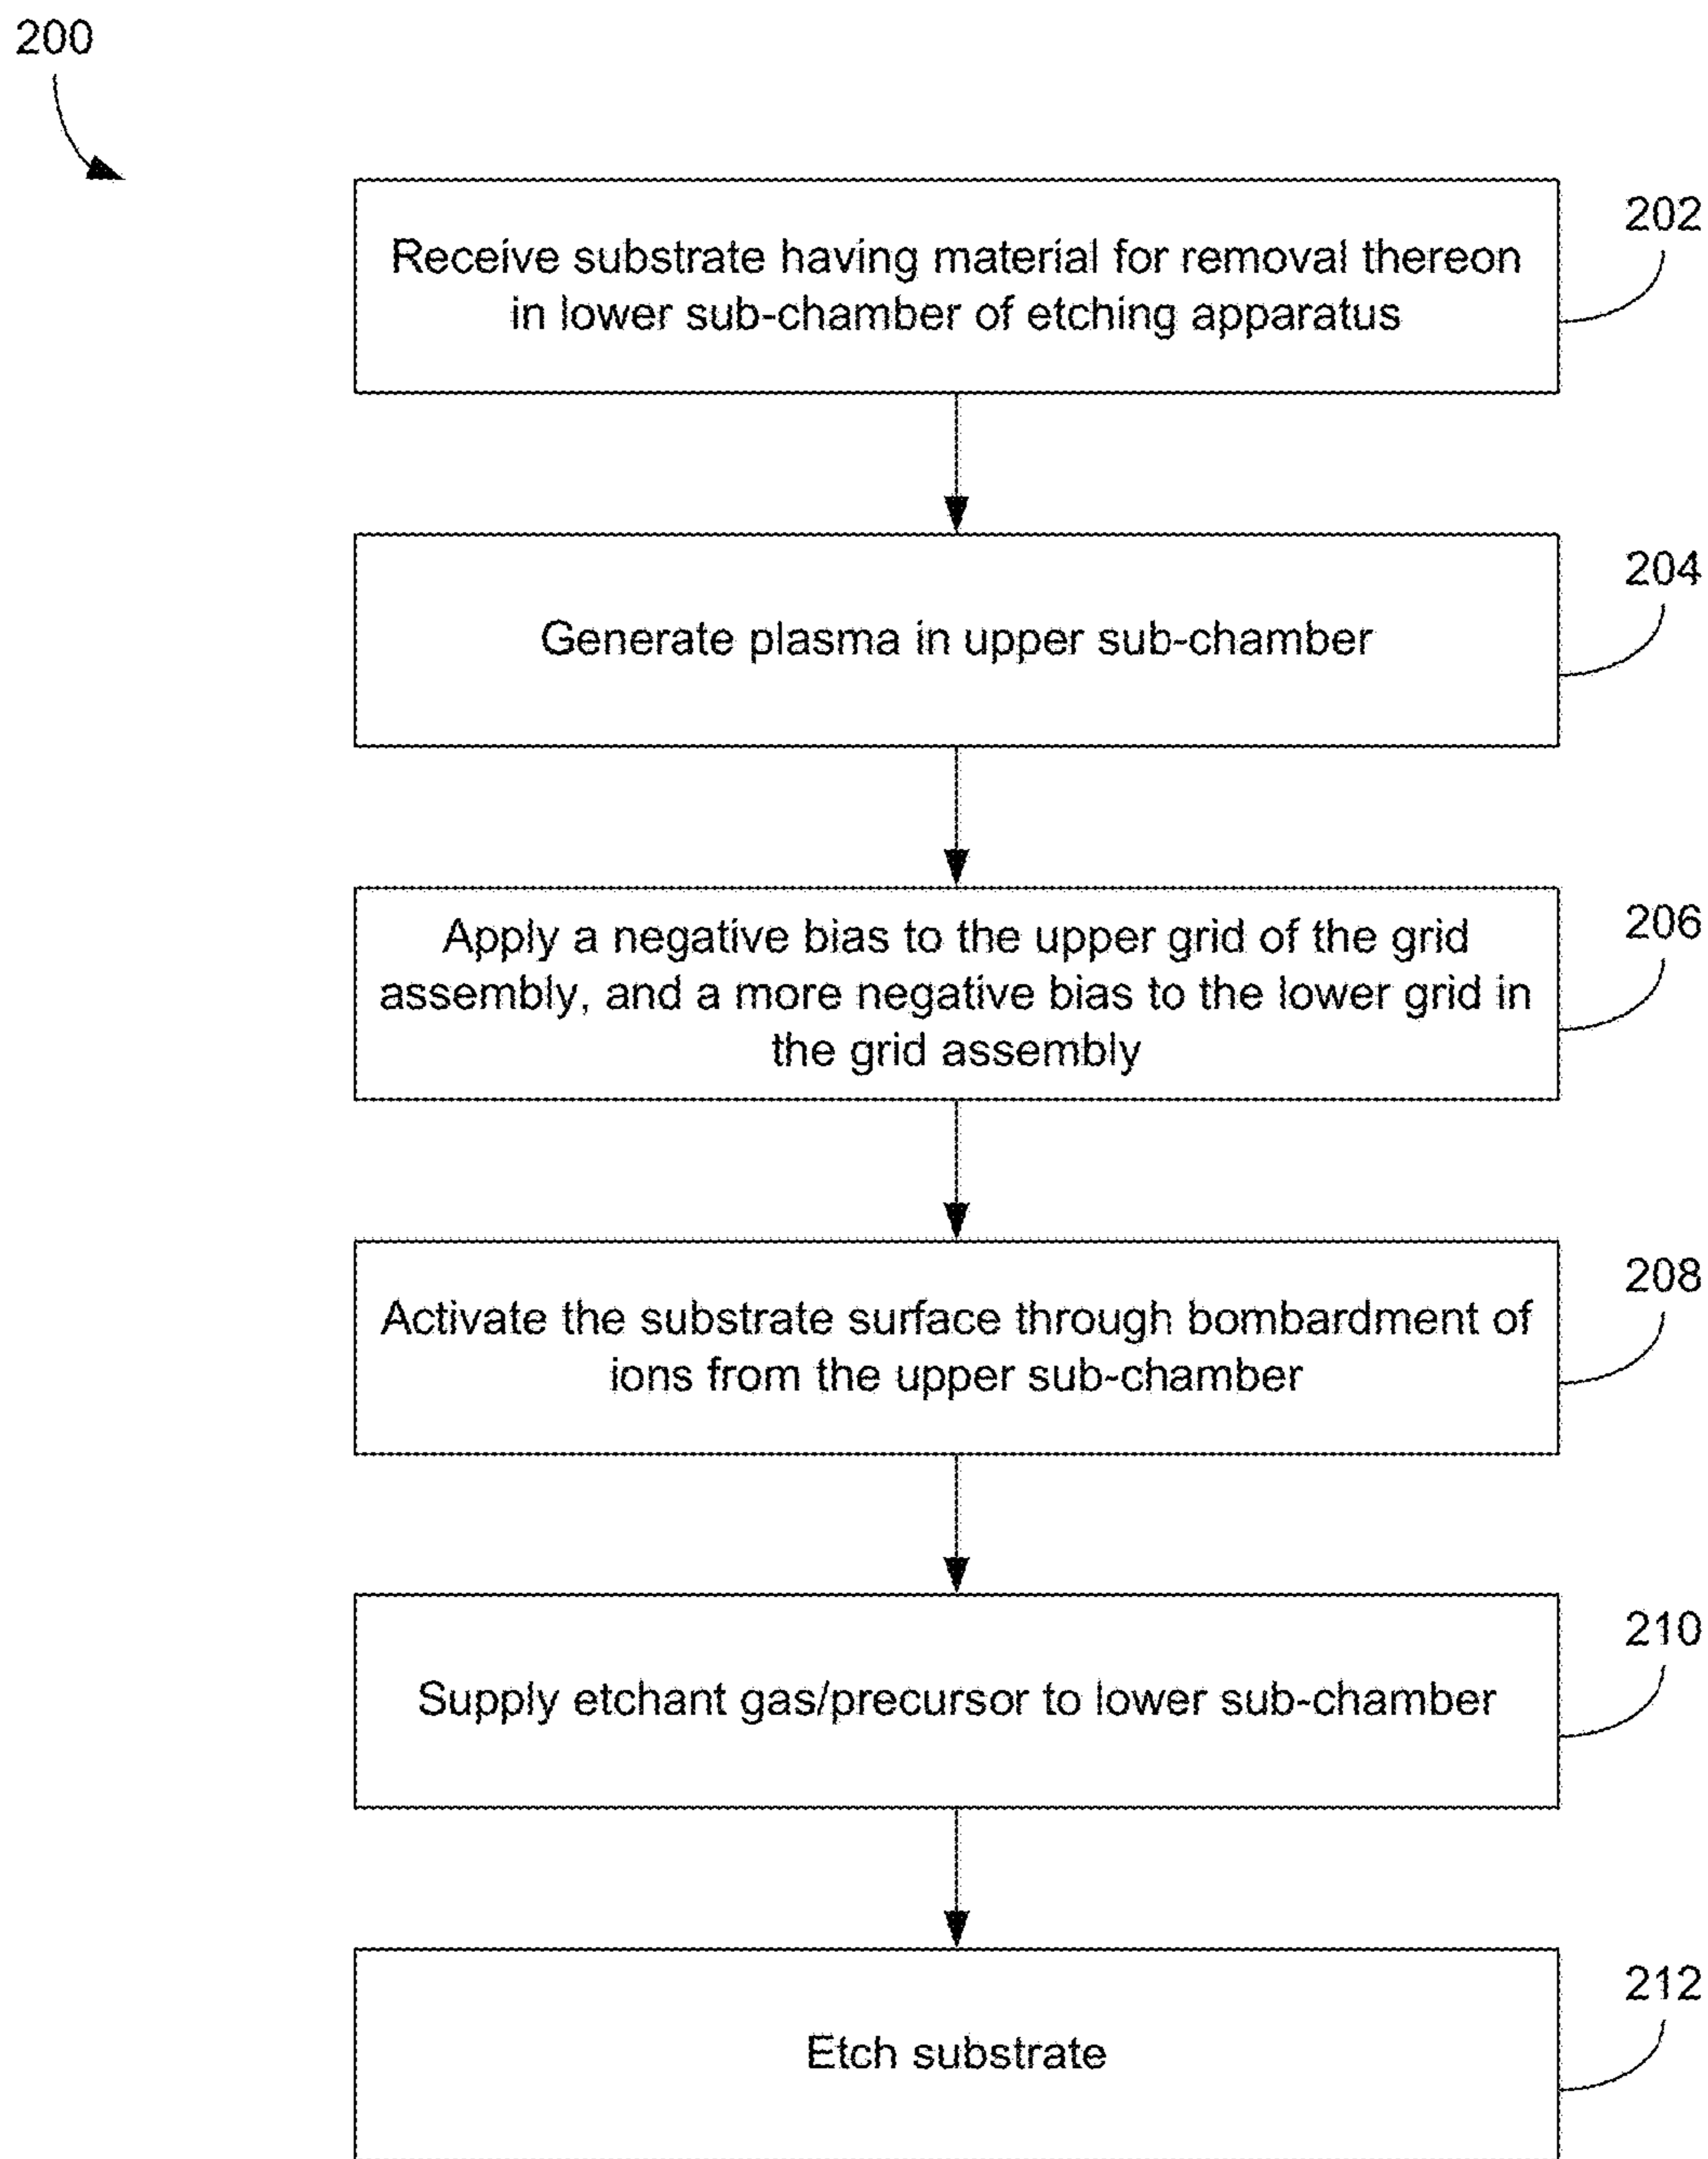 200
202
Receive substrate having material for removal thereon
in lower sub-chamber of etching apparatus
204
Generate plasma in upper sub-chamber
206
Apply a negative bias to the upper grid of the grid
assembly, and a more negative bias to the lower grid in
the grid assembly
208
Activate the substrate surface through bombardment of
ions from the upper sub-chamber
210
Supply etchant gas/precursor to lower sub-chamber
212
Etch substrate